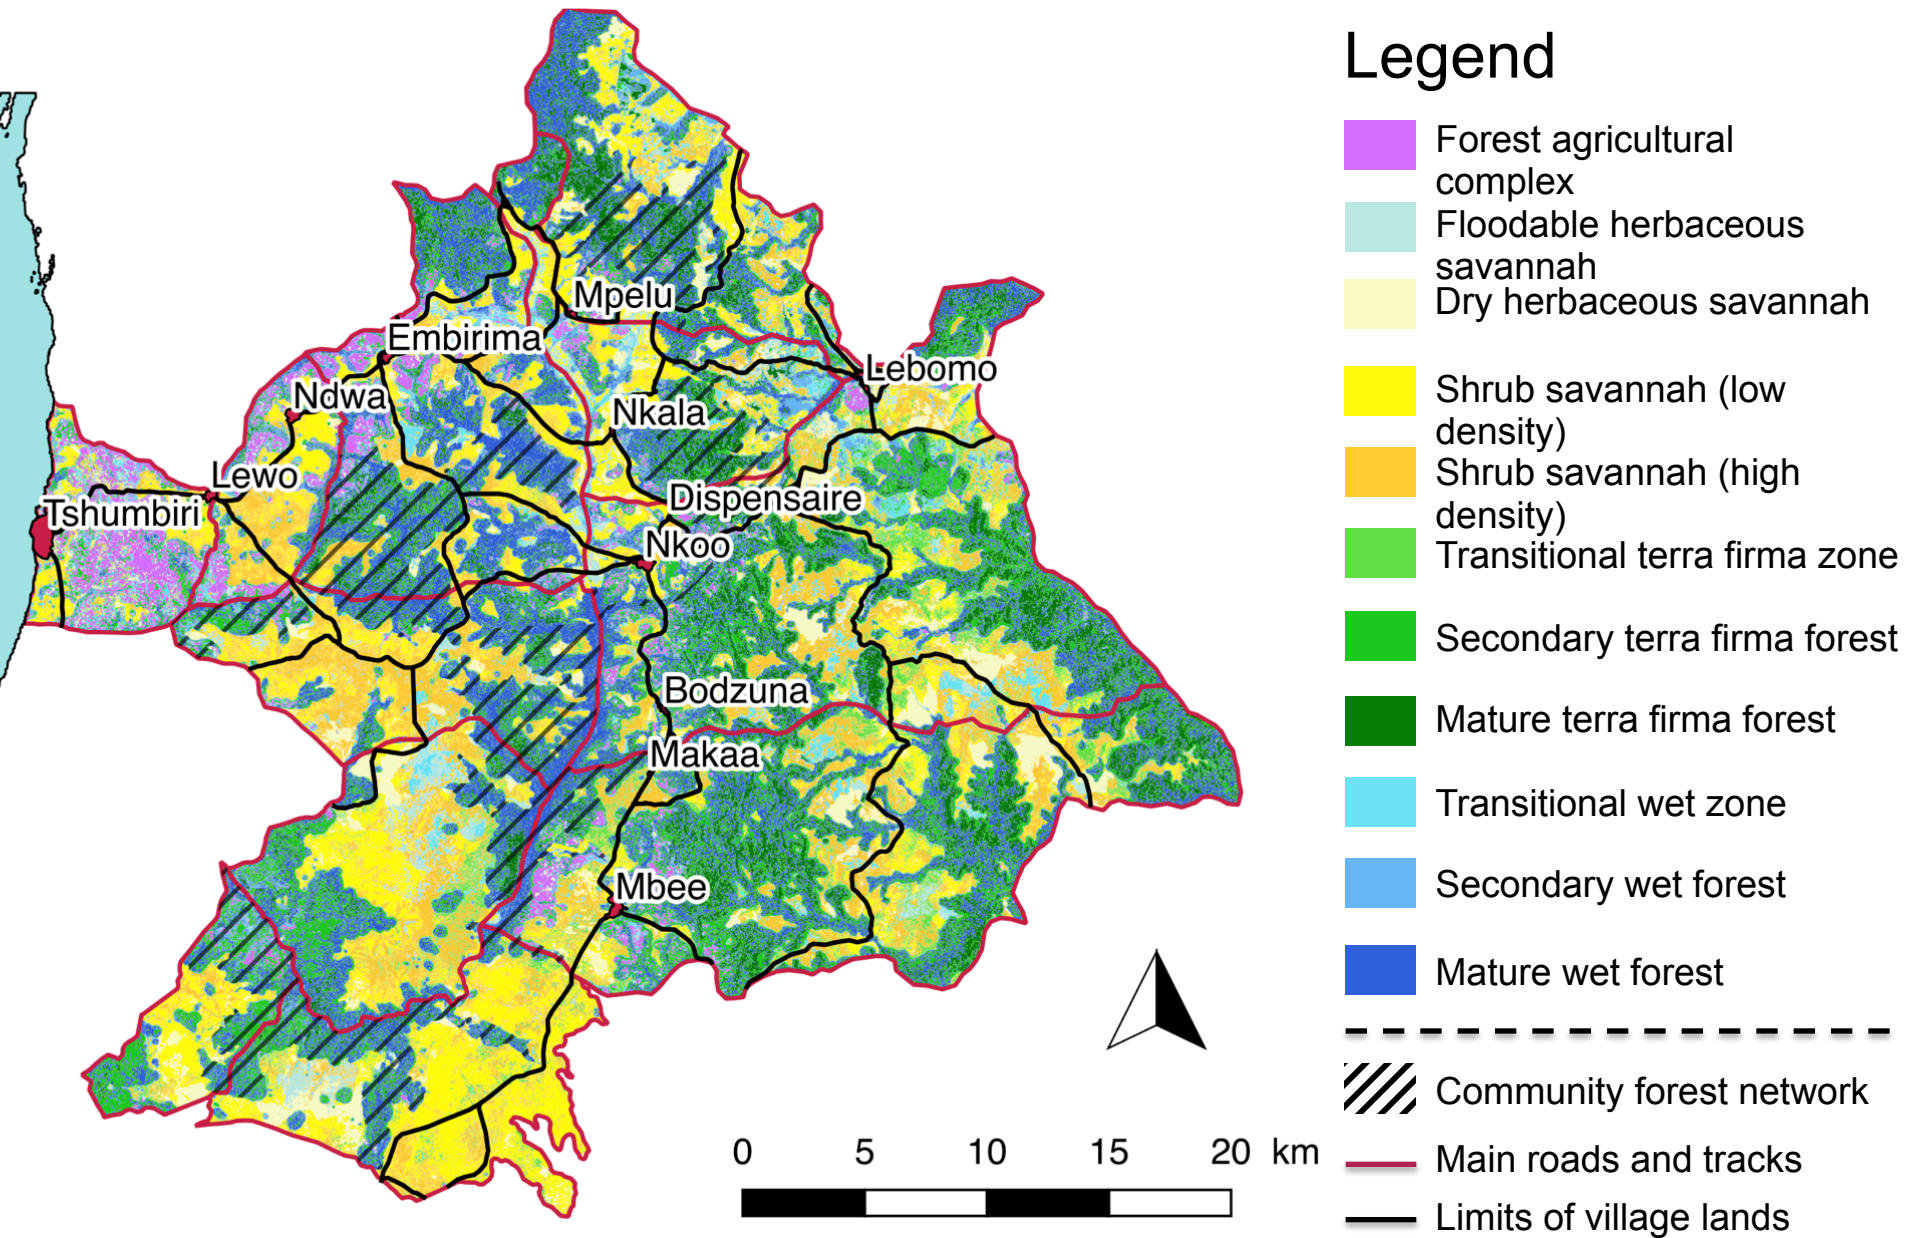 Legend
Forest agricultural
complex
Floodable herbaceous
savannah
Dry herbaceous savannah
Shrub savannah (low
density)
Shrub savannah (high
density)
Transitional terra firma zone
Secondary terra firma forest
Mature terra firma forest
Transitional wet zone
Secondary wet forest
Mature wet forest
Community forest network
Main roads and tracks
Limits of village lands
Mpelu
Embirima
Lebomo
Ndwa
Nkala
Lewo
Dispensaire
Tshumbiri
Nkoo
Bodzuna
Makaa
Mbee
0 5 10 15 20 km